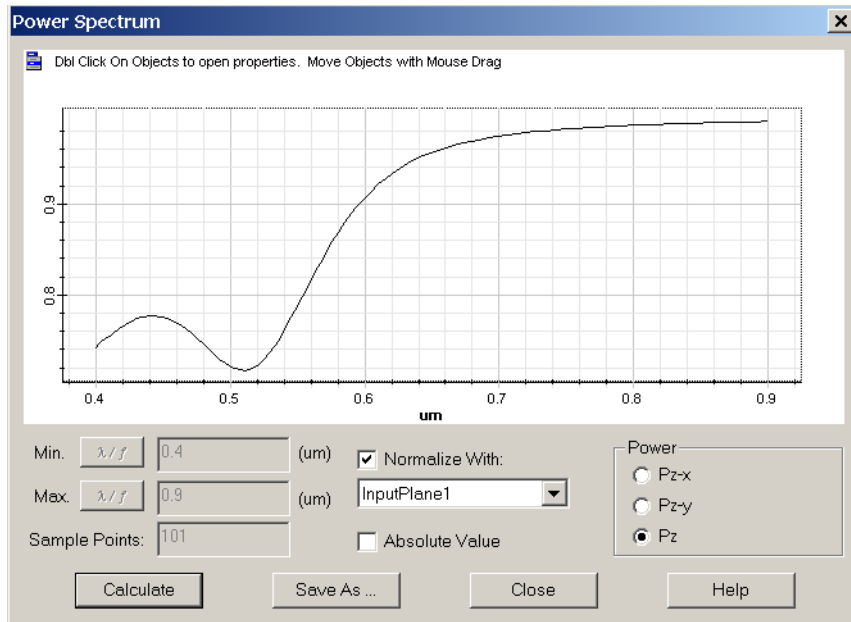 Power Spectrum
Dbl Click On Objects to open properties. Move Objects with Mouse Drag
0.9
0.8
0.4 0.5 0.6 0.7 0.8 0.9
um
Min. λ/f 0.4 (um)
Max. λ/f 0.9 (um)
Sample Points: 101
Normalize With:
InputPlane1
Absolute Value
Power
Pz-x
Pz-y
Pz
Calculate Save As ... Close Help